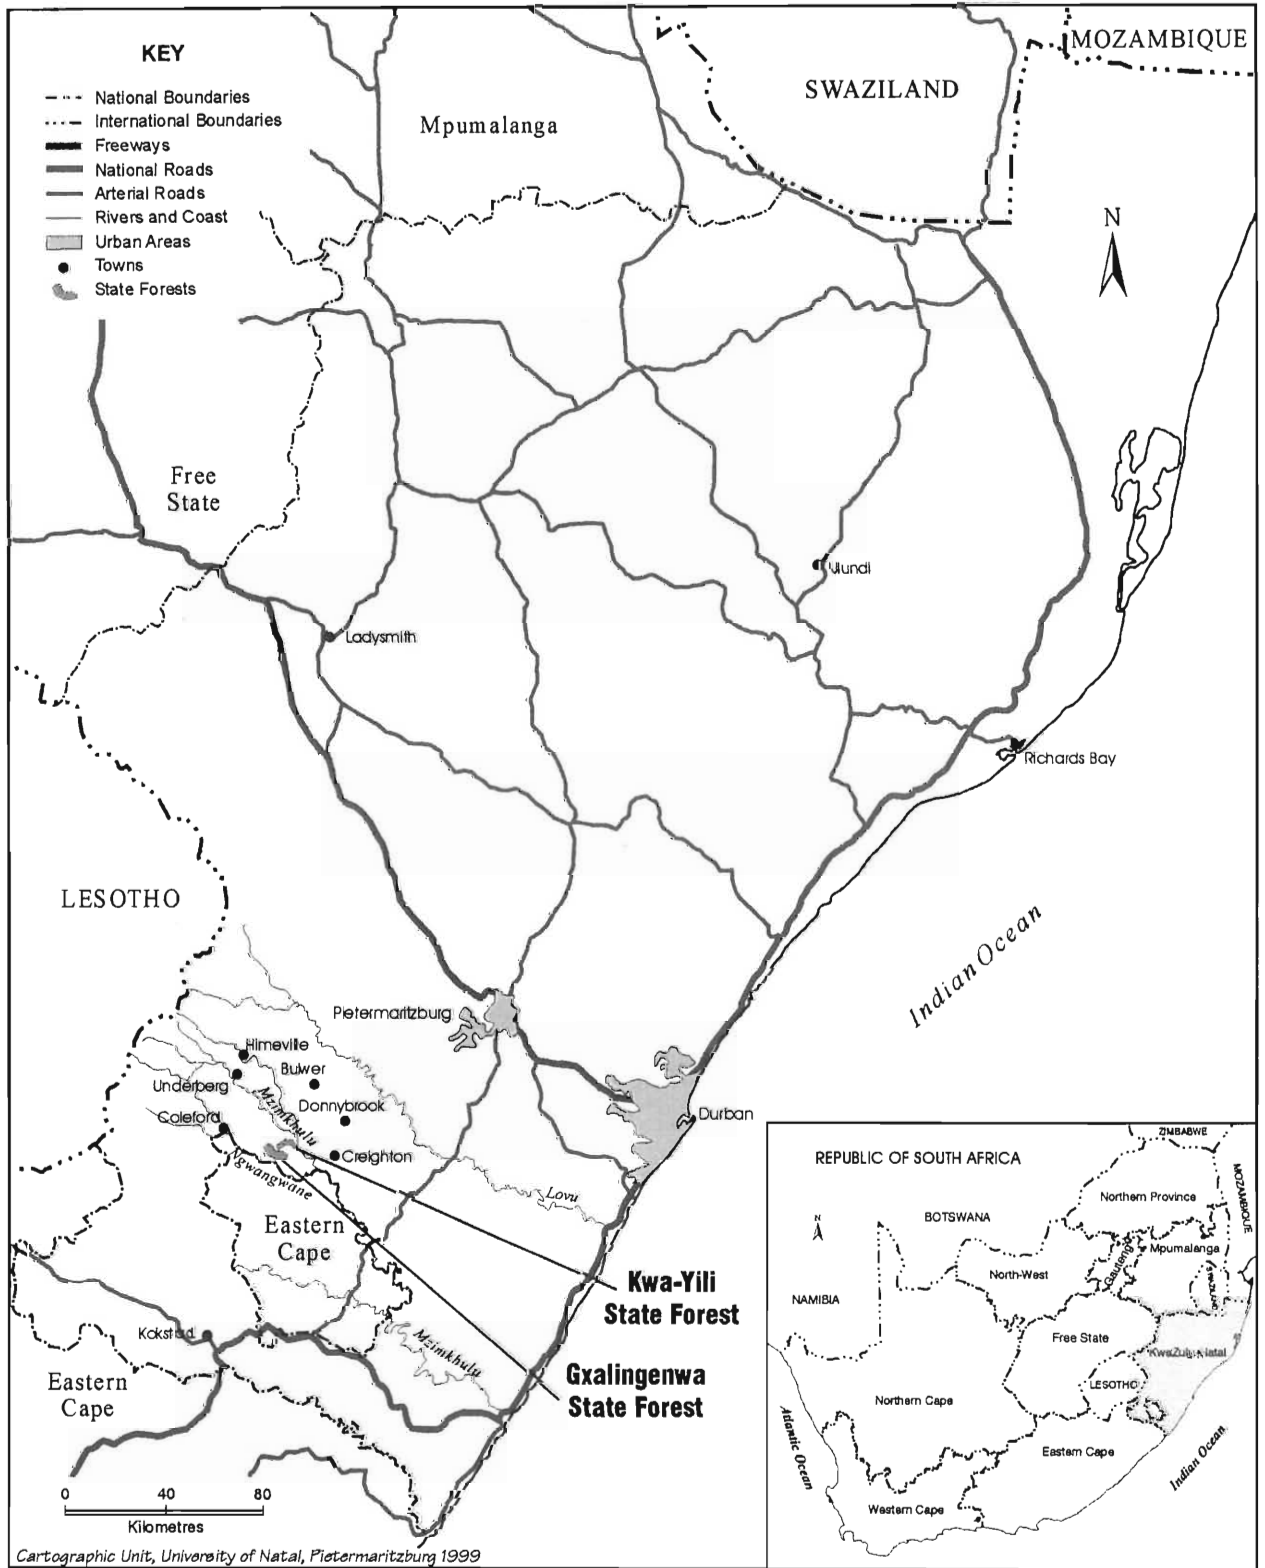 KEY
National Boundaries
International Boundaries
Freeways
National Roads
Arterial Roads
Rivers and Coast
Urban Areas
Towns
State Forests
MOZAMBIQUE
SWAZILAND
Mpumalanga
N
Free
State
Ulundi
Ladysmith
Richards Bay
LESOTHO
Indian Ocean
Pietermaritzburg
Himeville
Bulwer
Underberg
Mzimkhulu
Donnybrook
Coleford
Creighton
Ngwangwane
Durban
Lovu
Eastern
Cape
Kwa-Yili
State Forest
Kokstad
Mzimkhulu
Gxalingenwa
State Forest
Eastern
Cape
0 40 80
Kilometres
Cartographic Unit, University of Natal, Pietermaritzburg 1999
ZIMBABWE
REPUBLIC OF SOUTH AFRICA
MOZAMBIQUE
Northern Province
N
BOTSWANA
Gauteng
Mpumalanga
North-West
SWAZILAND
NAMIBIA
Free State
KwaZulu-Natal
LESOTHO
Northern Cape
Atlantic Ocean
Eastern Cape
Indian Ocean
Western Cape